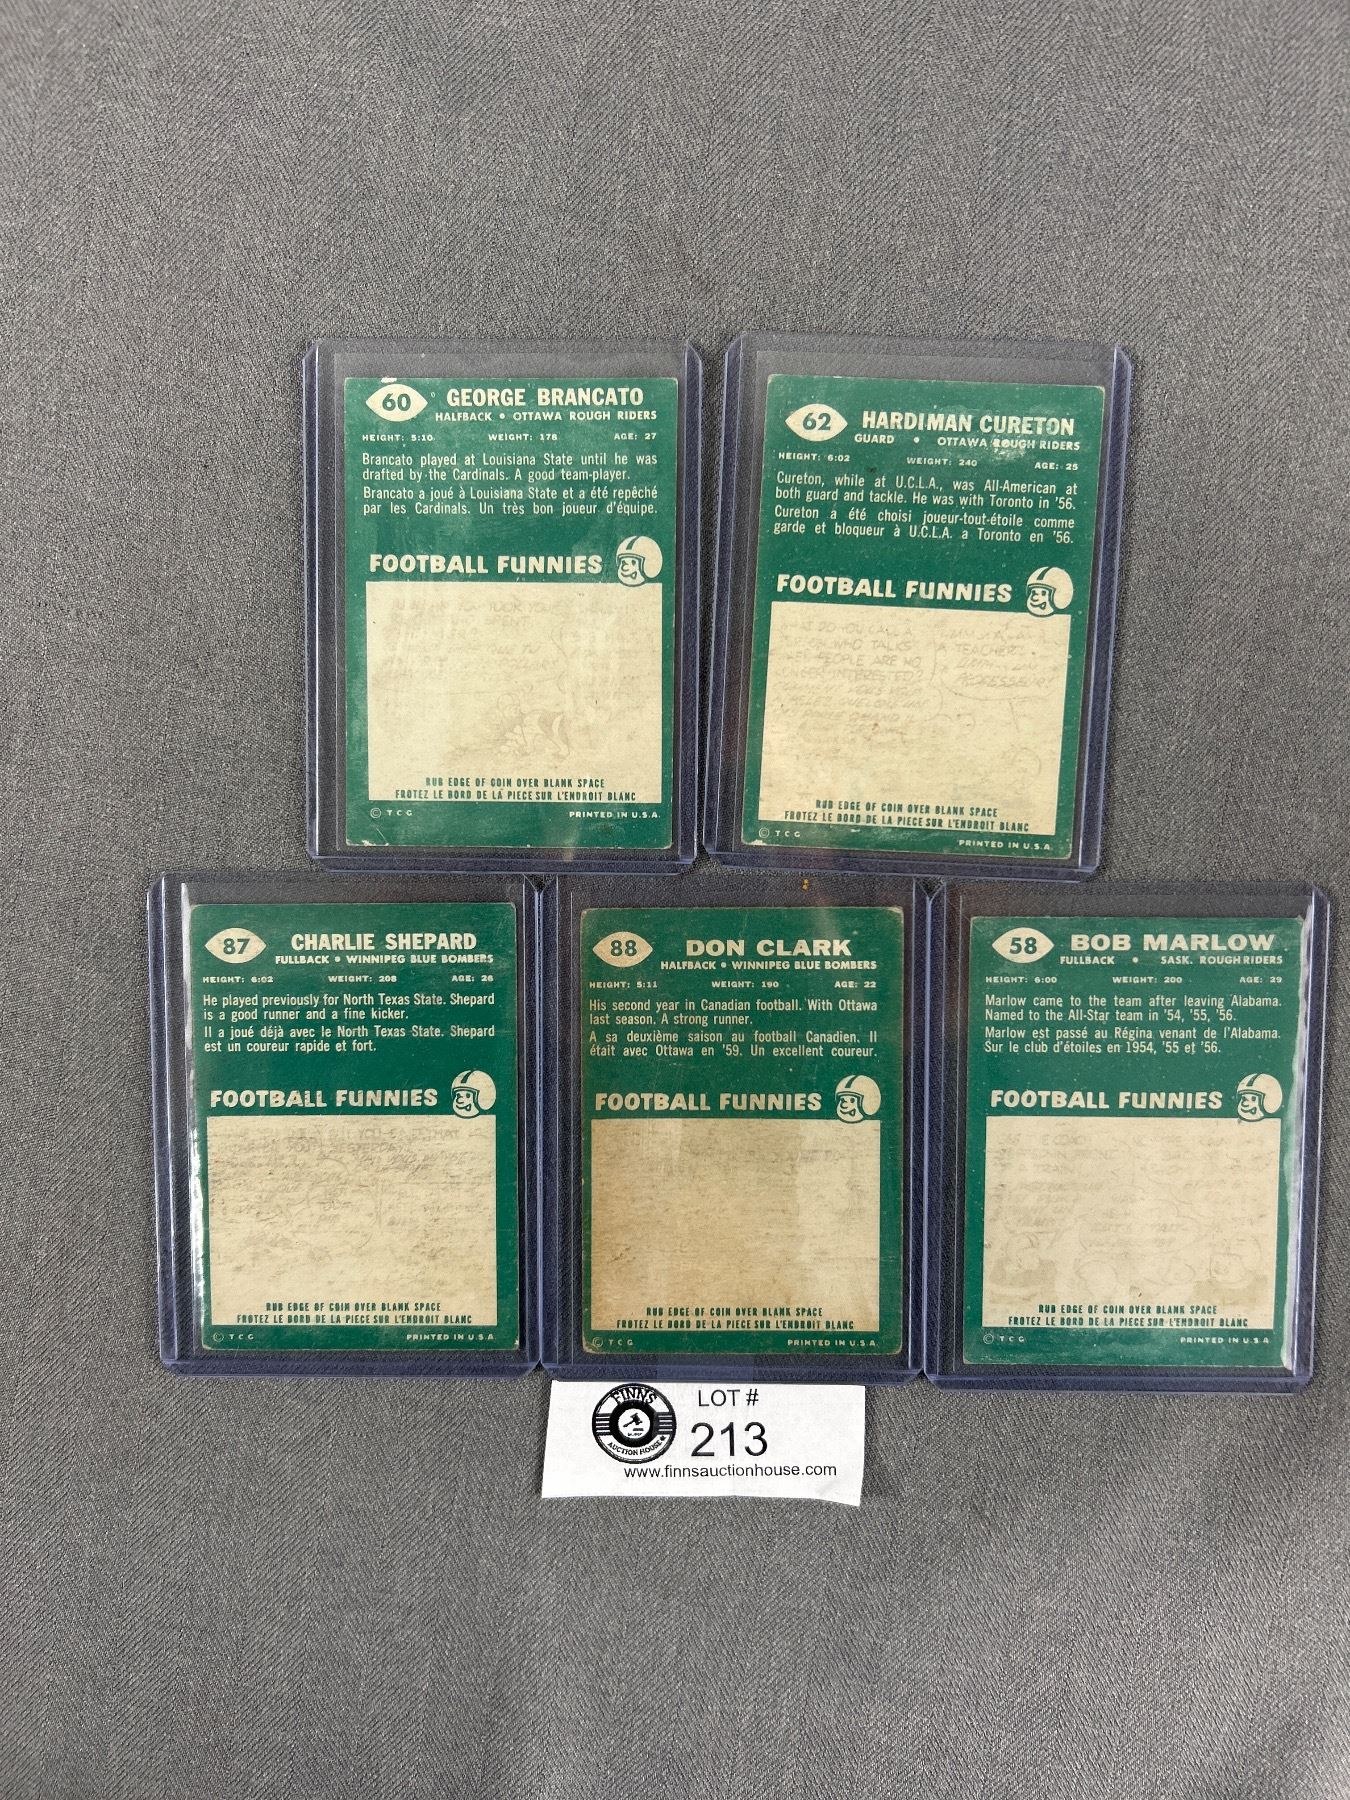 60
GEORGE BRANCATO
HALFBACK • OTTAWA ROUGH RIDERS
HEIGHT: 5:10 WEIGHT: 178 AGE: 27
Brancato played at Louisiana State until he was
drafted by the Cardinals. A good team-player.
Brancato a joué à Louisiana State et a été repêché
par les Cardinals. Un très bon joueur d'équipe.
FOOTBALL FUNNIES
RUB EDGE OF COIN OVER BLANK SPACE
FROTEZ LE BORD DE LA PIECE SUR L'ENDROIT BLANC
© T C G PRINTED IN U.S.A.
62
HARDIMAN CURETON
GUARD • OTTAWA ROUGH RIDERS
HEIGHT: 6:02 WEIGHT: 240 AGE: 25
Cureton, while at U.C.L.A., was All-American at
both guard and tackle. He was with Toronto in '56.
Cureton a été choisi joueur-tout-étoile comme
garde et bloqueur à U.C.L.A. a Toronto en '56.
FOOTBALL FUNNIES
DO YOU CALL A
WHO TALKS
PEOPLE ARE NO
INTERESTED?
A TEACHER
RUB EDGE OF COIN OVER BLANK SPACE
FROTEZ LE BORD DE LA PIECE SUR L'ENDROIT BLANC
© T C G PRINTED IN U.S.A.
87
CHARLIE SHEPARD
FULLBACK • WINNIPEG BLUE BOMBERS
HEIGHT: 6:02 WEIGHT: 208 AGE: 26
He played previously for North Texas State. Shepard
is a good runner and a fine kicker.
Il a joué déjà avec le North Texas State. Shepard
est un coureur rapide et fort.
FOOTBALL FUNNIES
RUB EDGE OF COIN OVER BLANK SPACE
FROTEZ LE BORD DE LA PIECE SUR L'ENDROIT BLANC
© T C G PRINTED IN U.S.A.
88
DON CLARK
HALFBACK • WINNIPEG BLUE BOMBERS
HEIGHT: 5:11 WEIGHT: 190 AGE: 22
His second year in Canadian football. With Ottawa
last season. A strong runner.
A sa deuxième saison au football Canadien. Il
était avec Ottawa en '59. Un excellent coureur.
FOOTBALL FUNNIES
RUB EDGE OF COIN OVER BLANK SPACE
FROTEZ LE BORD DE LA PIECE SUR L'ENDROIT BLANC
© T C G PRINTED IN U.S.A.
58
BOB MARLOW
FULLBACK • SASK. ROUGHRIDERS
HEIGHT: 6:00 WEIGHT: 200 AGE: 29
Marlow came to the team after leaving Alabama.
Named to the All-Star team in '54, '55, '56.
Marlow est passé au Régina venant de l'Alabama.
Sur le club d'étoiles en 1954, '55 et '56.
FOOTBALL FUNNIES
RUB EDGE OF COIN OVER BLANK SPACE
FROTEZ LE BORD DE LA PIECE SUR L'ENDROIT BLANC
© T C G PRINTED IN U.S.A.
FINNS
AUCTION HOUSE
LOT #
213
www.finnsauctionhouse.com